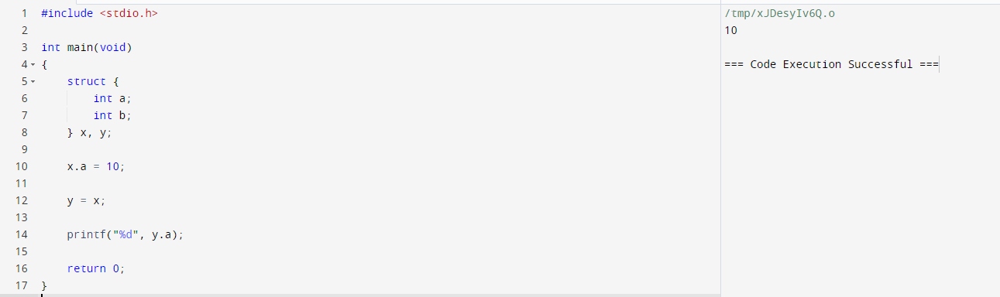 1 #include <stdio.h>
2
3 int main(void)
4 {
5     struct {
6         int a;
7         int b;
8     } x, y;
9
10     x.a = 10;
11
12     y = x;
13
14     printf("%d", y.a);
15
16     return 0;
17 }
/tmp/xJDesyIv6Q.o
10
=== Code Execution Successful ===